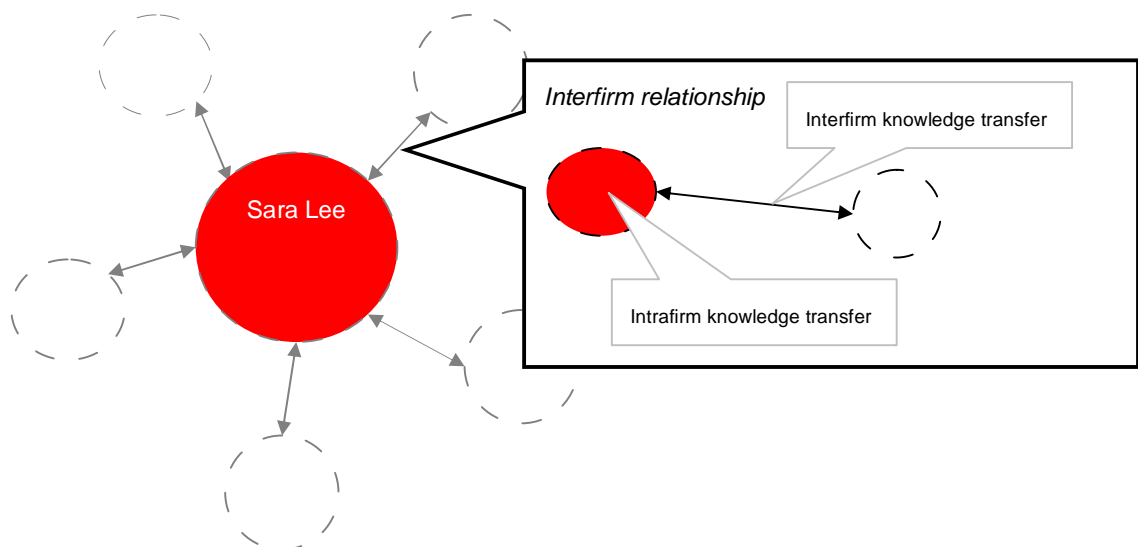 Interfirm relationship
Interfirm knowledge transfer
Sara Lee
Intrafirm knowledge transfer